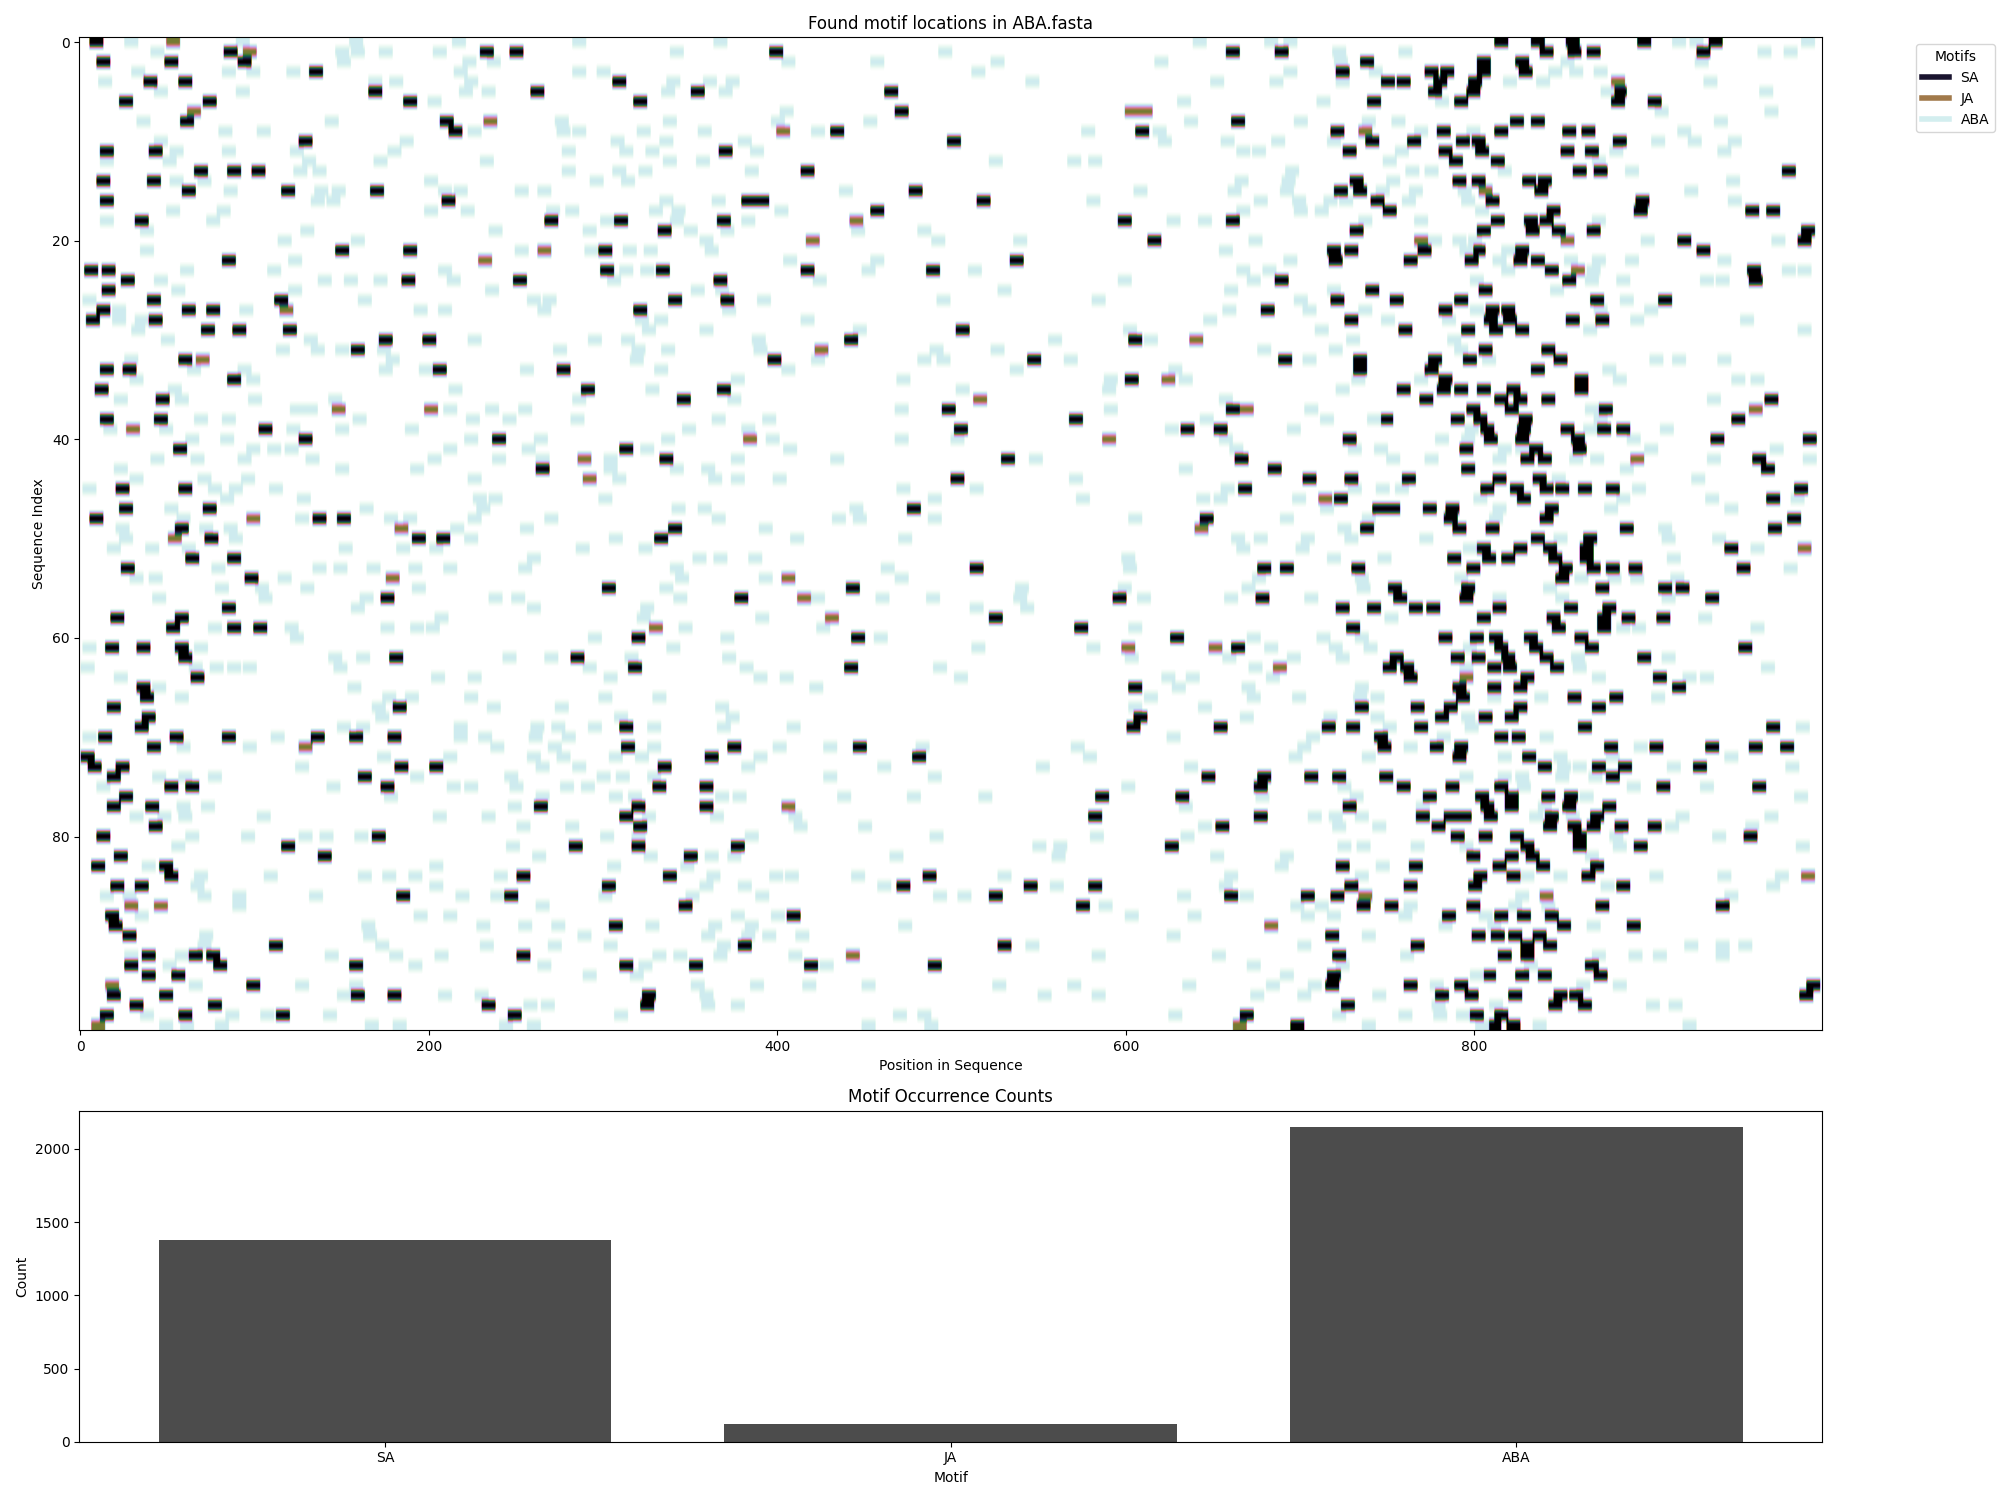 Found motif locations in ABA.fasta
Motifs
SA
JA
ABA
Sequence Index
0
20
40
60
80
0 200 400 600 800
Position in Sequence
Motif Occurrence Counts
Count
2000
1500
1000
500
0
SA JA ABA
Motif